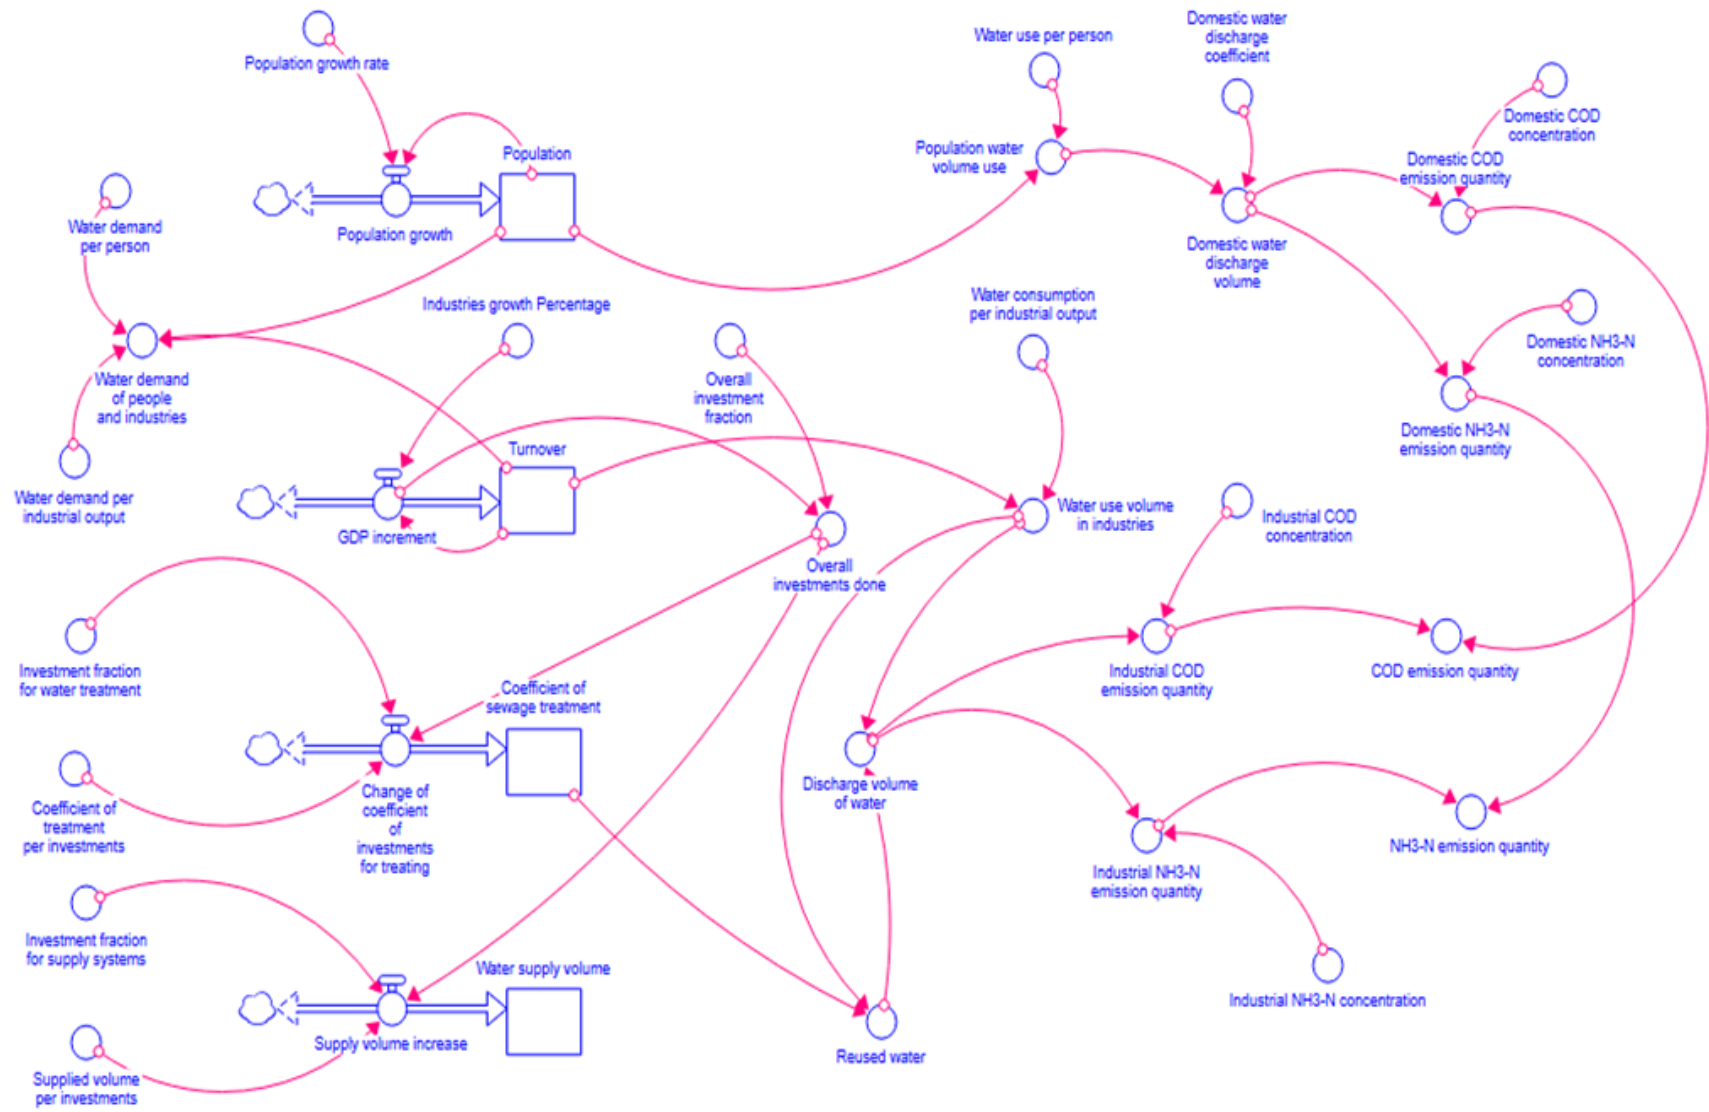 Population growth rate
Population
Population growth
Water demand
per person
Water demand
of people
and industries
Water demand per
industrial output
Industries growth Percentage
Overall
investment
fraction
Turnover
GDP increment
Overall
investments done
Investment fraction
for water treatment
Coefficient of
sewage treatment
Coefficient of
treatment
per investments
Change of
coefficient
of
investments
for treating
Investment fraction
for supply systems
Water supply volume
Supply volume increase
Supplied volume
per investments
Water use per person
Domestic water
discharge
coefficient
Domestic COD
concentration
Population water
volume use
Domestic COD
emission quantity
Domestic water
discharge
volume
Water consumption
per industrial output
Domestic NH3-N
concentration
Domestic NH3-N
emission quantity
Water use volume
in industries
Industrial COD
concentration
Industrial COD
emission quantity
COD emission quantity
Discharge volume
of water
Industrial NH3-N
emission quantity
NH3-N emission quantity
Industrial NH3-N concentration
Reused water